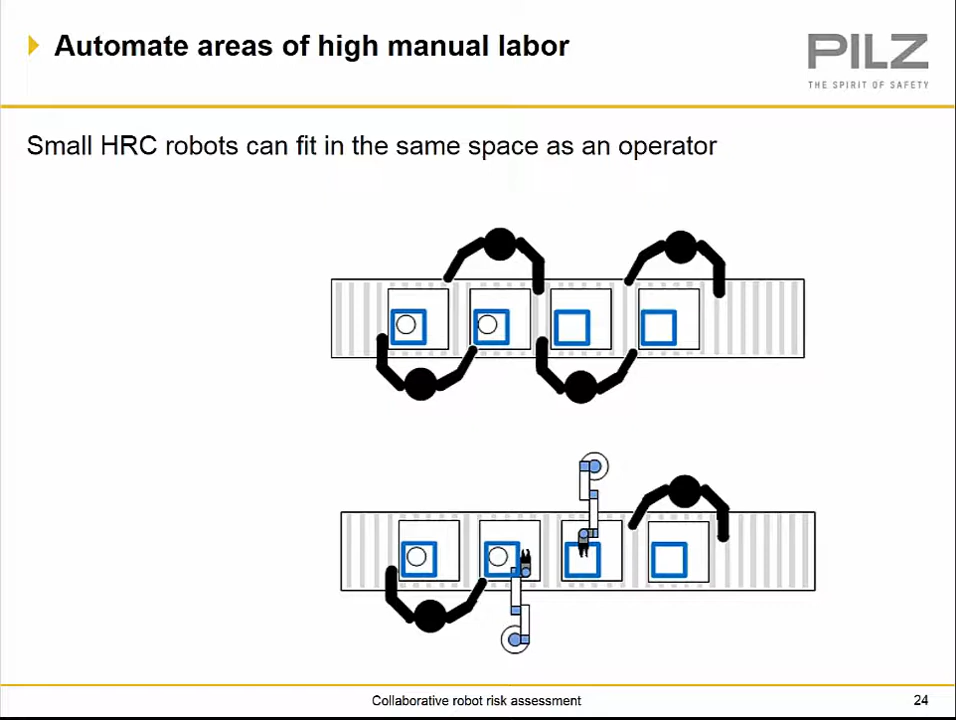 Automate areas of high manual labor
PILZ
THE SPIRIT OF SAFETY
Small HRC robots can fit in the same space as an operator
Collaborative robot risk assessment
24